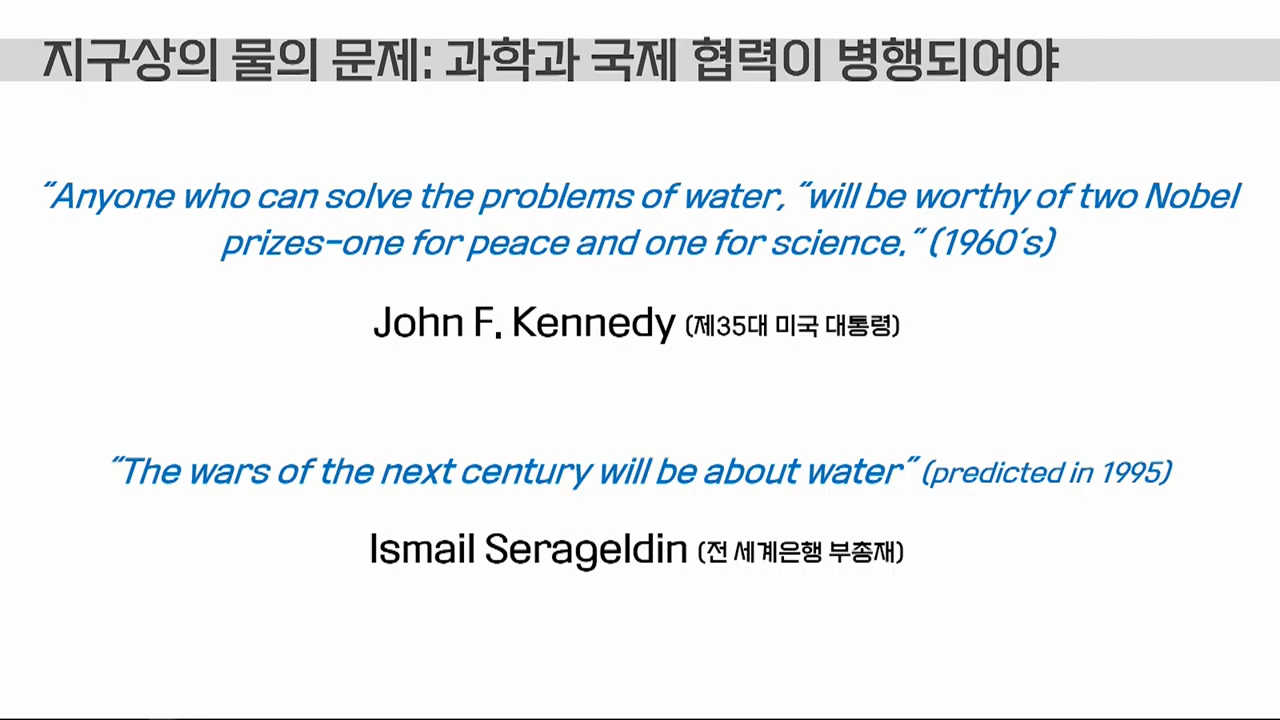 지구상의 물의 문제: 과학과 국제 협력이 병행되어야
“Anyone who can solve the problems of water, “will be worthy of two Nobel
prizes-one for peace and one for science.” (1960's)
John F. Kennedy (제35대 미국 대통령)
“The wars of the next century will be about water” (predicted in 1995)
Ismail Serageldin (전 세계은행 부총재)